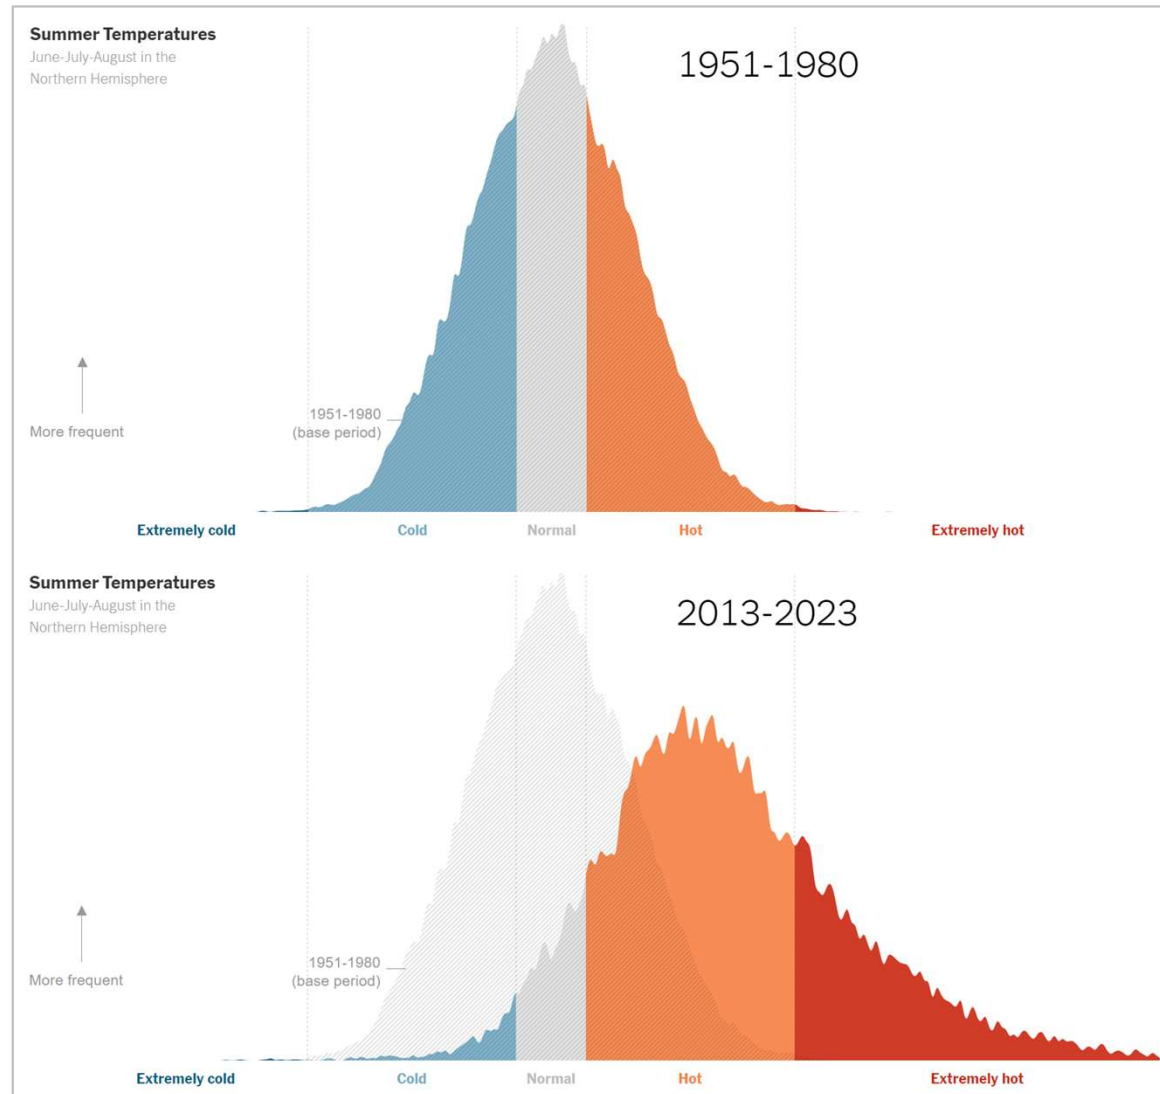 Summer Temperatures
June-July-August in the
Northern Hemisphere
1951-1980
1951-1980
(base period)
More frequent
Extremely cold Cold Normal Hot Extremely hot
Summer Temperatures
June-July-August in the
Northern Hemisphere
2013-2023
1951-1980
(base period)
More frequent
Extremely cold Cold Normal Hot Extremely hot